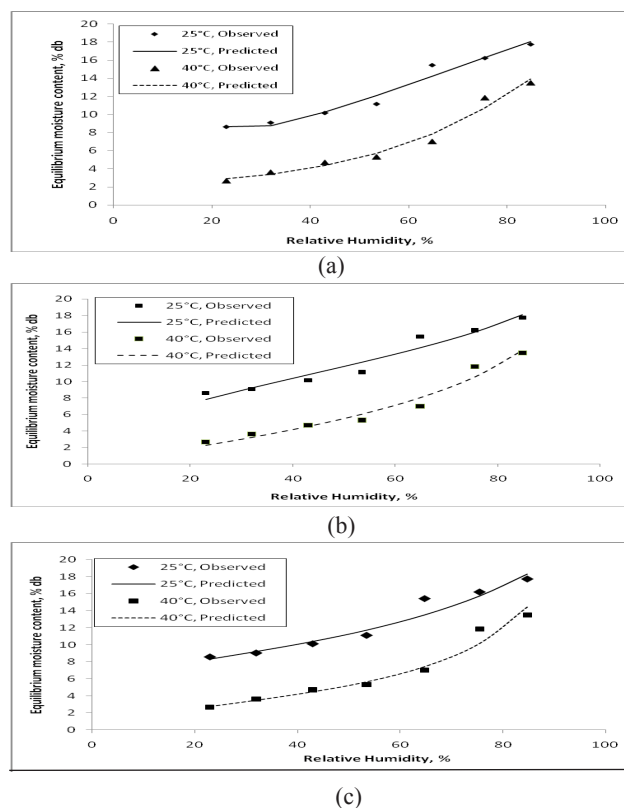 18
16
14
12
10
8
6
4
2
0
Equilibrium moisture content, % db
25°C, Observed
25°C, Predicted
40°C, Observed
40°C, Predicted
0 20 40 60 80 100
Relative Humidity, %
(a)
20
18
16
14
12
10
8
6
4
2
0
Equilibrium moisture content, % db
25°C, Observed
25°C, Predicted
40°C, Observed
40°C, Predicted
0 20 40 60 80 100
Relative Humidity, %
(b)
20
18
16
14
12
10
8
6
4
2
0
Equilibrium moisture content, % db
25°C, Observed
25°C, Predicted
40°C, Observed
40°C, Predicted
0 20 40 60 80 100
Relative Humidity, %
(c)